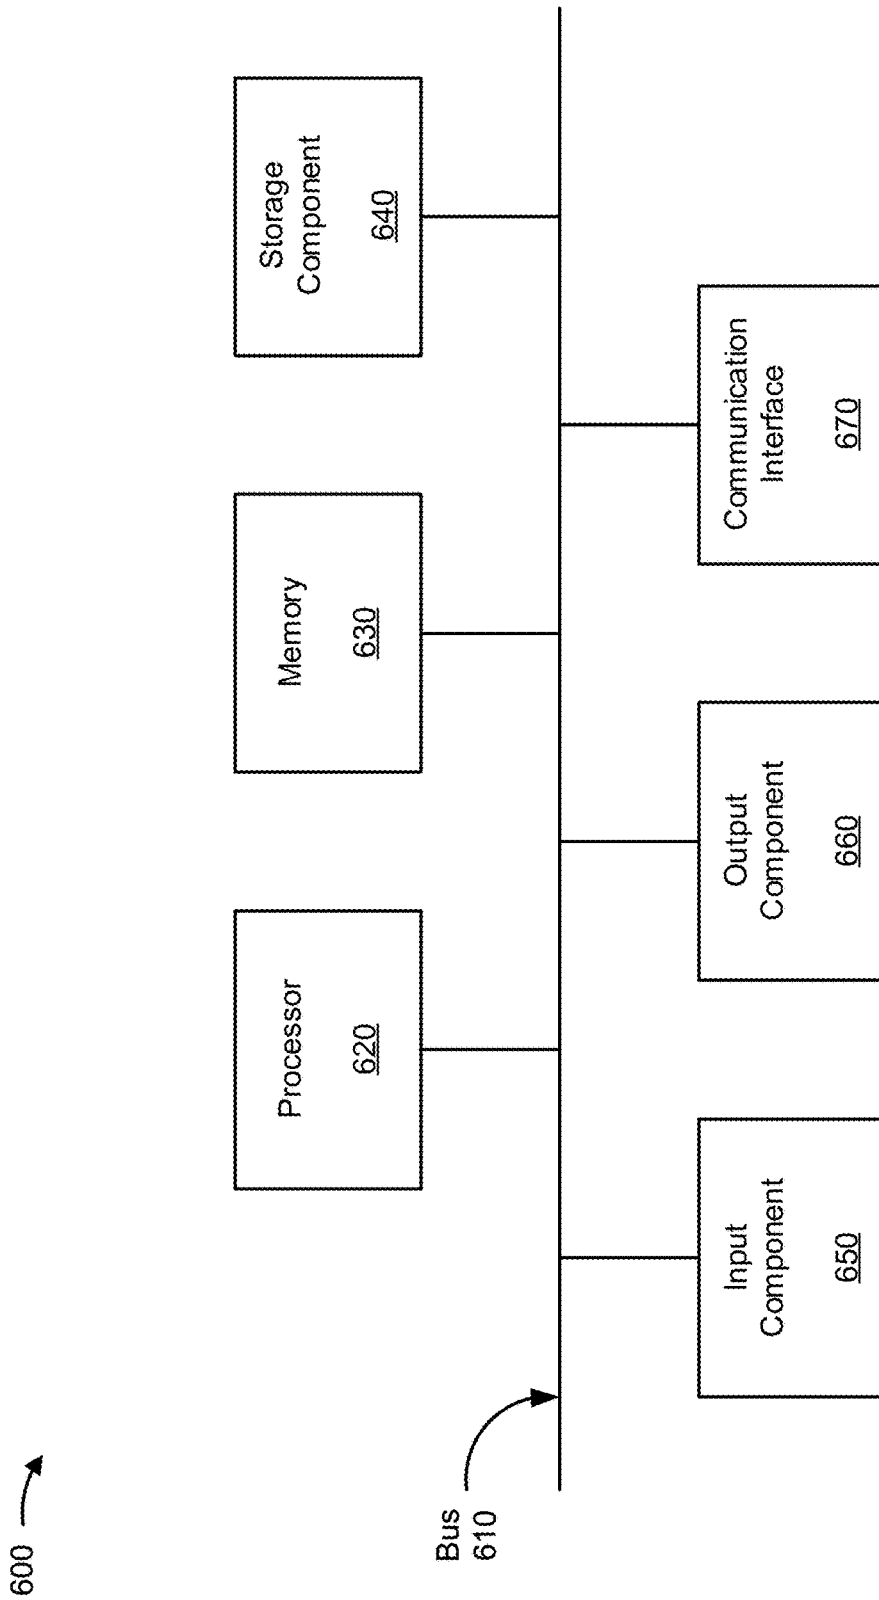 600
Processor
620
Memory
630
Storage
Component
640
Bus
610
Input
Component
650
Output
Component
660
Communication
Interface
670